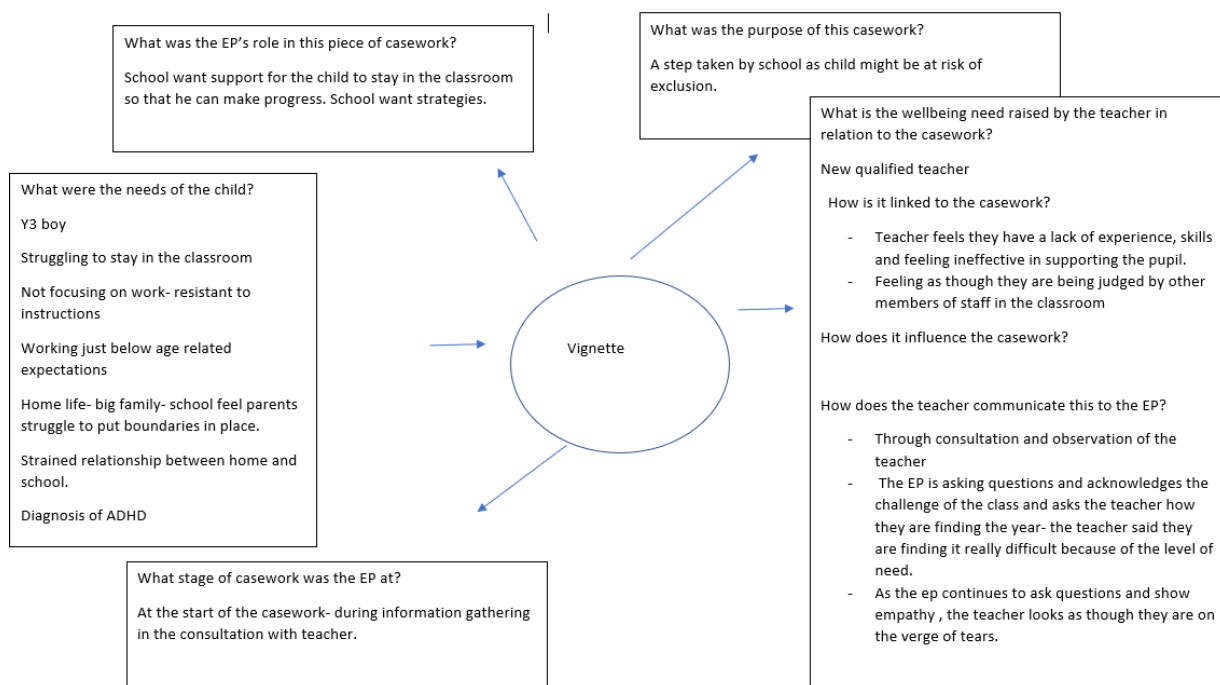 What was the EP's role in this piece of casework?
School want support for the child to stay in the classroom
so that he can make progress. School want strategies.
What was the purpose of this casework?
A step taken by school as child might be at risk of
exclusion.
What is the wellbeing need raised by the teacher in
relation to the casework?
New qualified teacher
How is it linked to the casework?
- Teacher feels they have a lack of experience, skills
and feeling ineffective in supporting the pupil.
- Feeling as though they are being judged by other
members of staff in the classroom
How does it influence the casework?
How does the teacher communicate this to the EP?
- Through consultation and observation of the
teacher
- The EP is asking questions and acknowledges the
challenge of the class and asks the teacher how
they are finding the year- the teacher said they
are finding it really difficult because of the level of
need.
- As the ep continues to ask questions and show
empathy , the teacher looks as though they are on
the verge of tears.
What were the needs of the child?
Y3 boy
Struggling to stay in the classroom
Not focusing on work- resistant to
instructions
Working just below age related
expectations
Home life- big family- school feel parents
struggle to put boundaries in place.
Strained relationship between home and
school.
Diagnosis of ADHD
Vignette
What stage of casework was the EP at?
At the start of the casework- during information gathering
in the consultation with teacher.